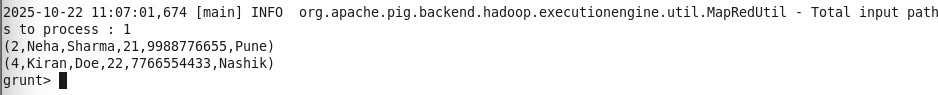 2025-10-22 11:07:01,674 [main] INFO  org.apache.pig.backend.hadoop.executionengine.util.MapRedUtil - Total input path
s to process : 1
(2,Neha,Sharma,21,9988776655,Pune)
(4,Kiran,Doe,22,7766554433,Nashik)
grunt>